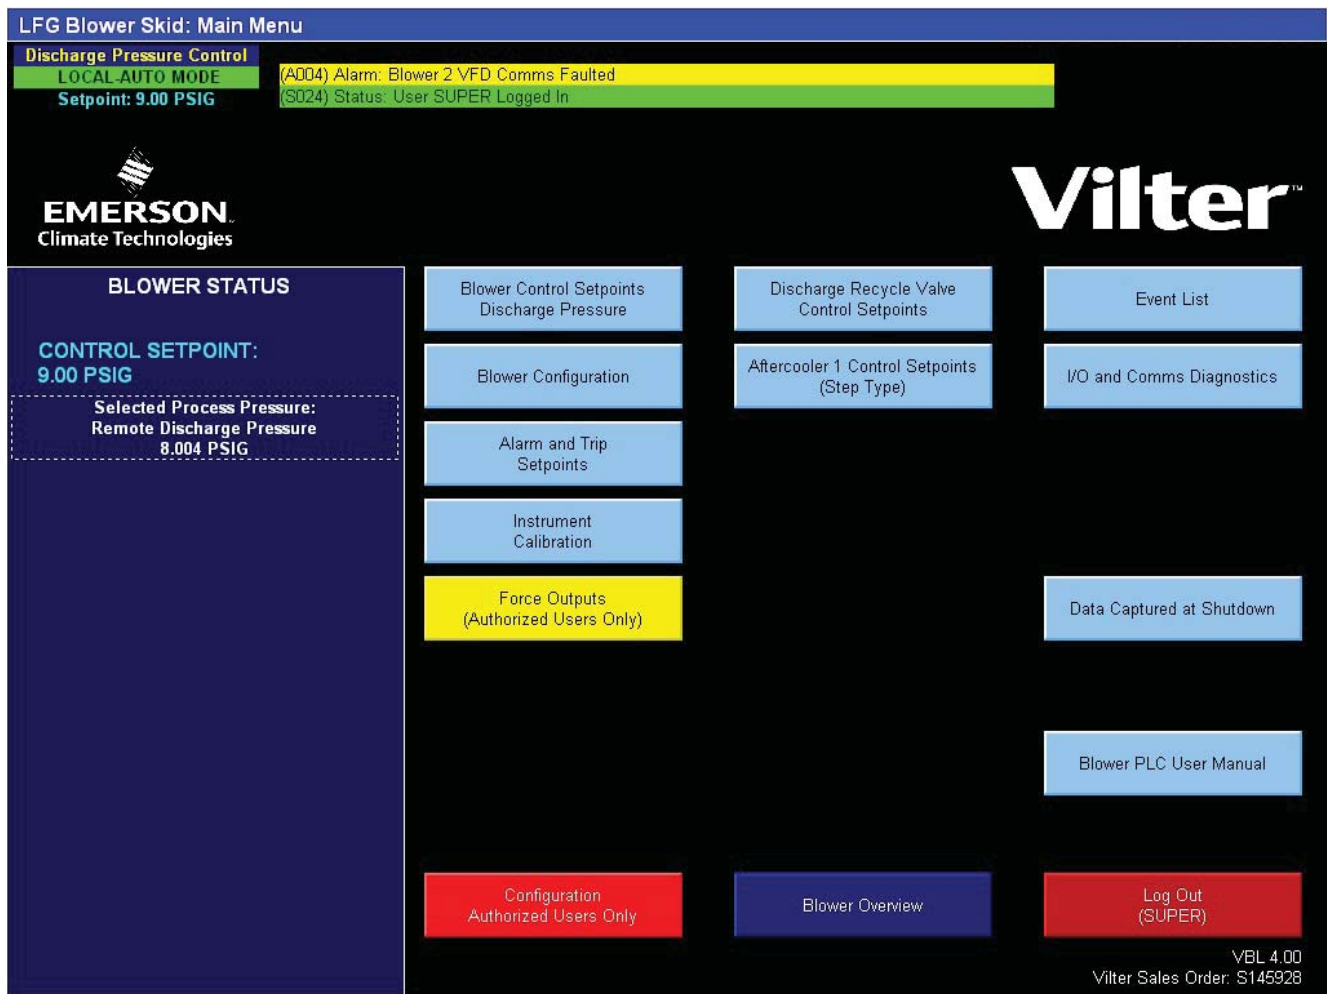 LFG Blower Skid: Main Menu
Discharge Pressure Control
LOCAL-AUTO MODE
Setpoint: 9.00 PSIG
(A004) Alarm: Blower 2 VFD Comms Faulted
(S024) Status: User SUPER Logged In
EMERSON.
Climate Technologies
Vilter™
BLOWER STATUS
CONTROL SETPOINT:
9.00 PSIG
Selected Process Pressure:
Remote Discharge Pressure
8.004 PSIG
Blower Control Setpoints
Discharge Pressure
Discharge Recycle Valve
Control Setpoints
Event List
Blower Configuration
Aftercooler 1 Control Setpoints
(Step Type)
I/O and Comms Diagnostics
Alarm and Trip
Setpoints
Instrument
Calibration
Force Outputs
(Authorized Users Only)
Data Captured at Shutdown
Blower PLC User Manual
Configuration
Authorized Users Only
Blower Overview
Log Out
(SUPER)
VBL 4.00
Vilter Sales Order: S145928